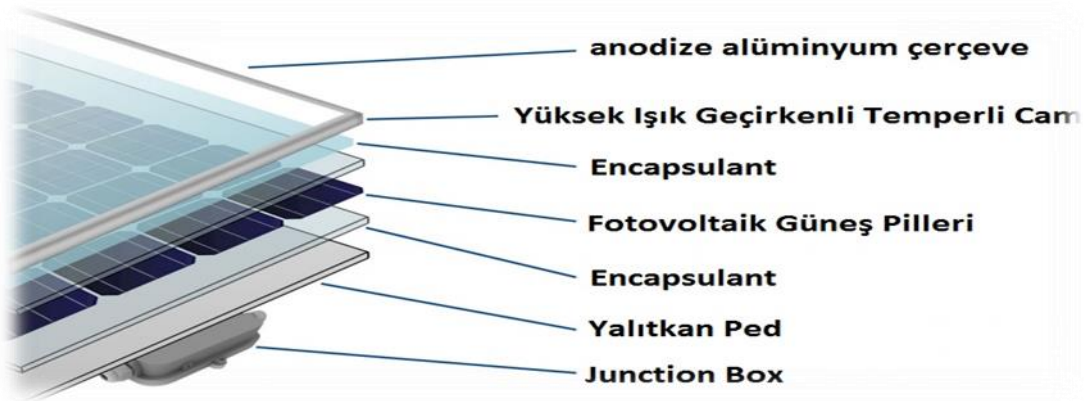 anodize alüminyum çerçeve
Yüksek Işık Geçirkenli Temperli Cam
Encapsulant
Fotovoltaik Güneş Pilleri
Encapsulant
Yalıtkan Ped
Junction Box